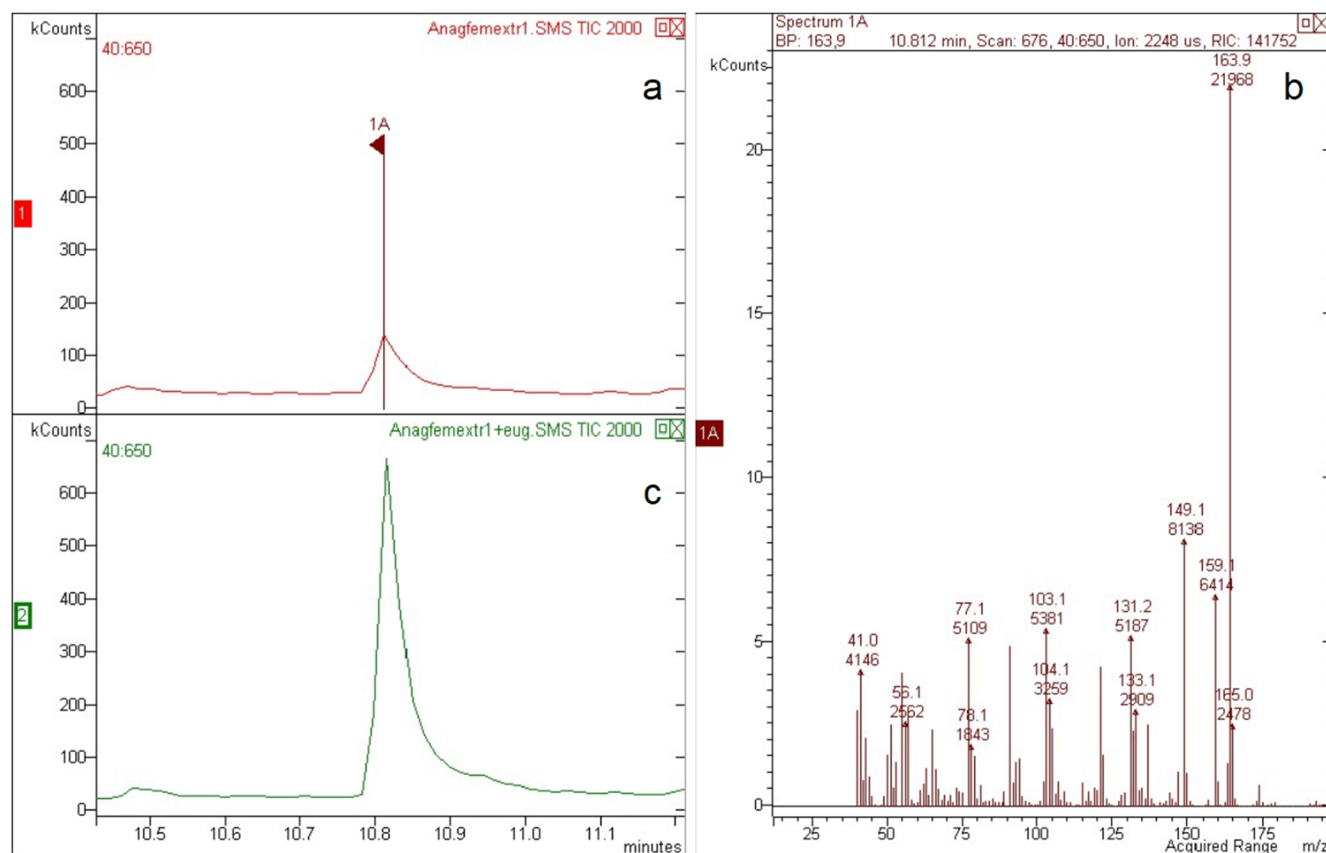 kCounts
Anagfemextr1.SMS TIC 2000
40:650
a
1A
600
500
400
300
200
100
0
1
kCounts
Anagfemextr1+eug.SMS TIC 2000
40:650
c
600
500
400
300
200
100
0
2
10.5 10.6 10.7 10.8 10.9 11.0 11.1
minutes
Spectrum 1A
BP: 163,9 10.812 min, Scan: 676, 40:650, Ion: 2248 us, RIC: 141752
kCounts
b
163.9
21968
20
15
10
5
0
1A
149.1
8138
159.1
6414
103.1
5381
131.2
5187
77.1
5109
41.0
4146
104.1
3259
133.1
2909
56.1
2562
165.0
2478
78.1
1843
25 50 75 100 125 150 175
Acquired Range m/z